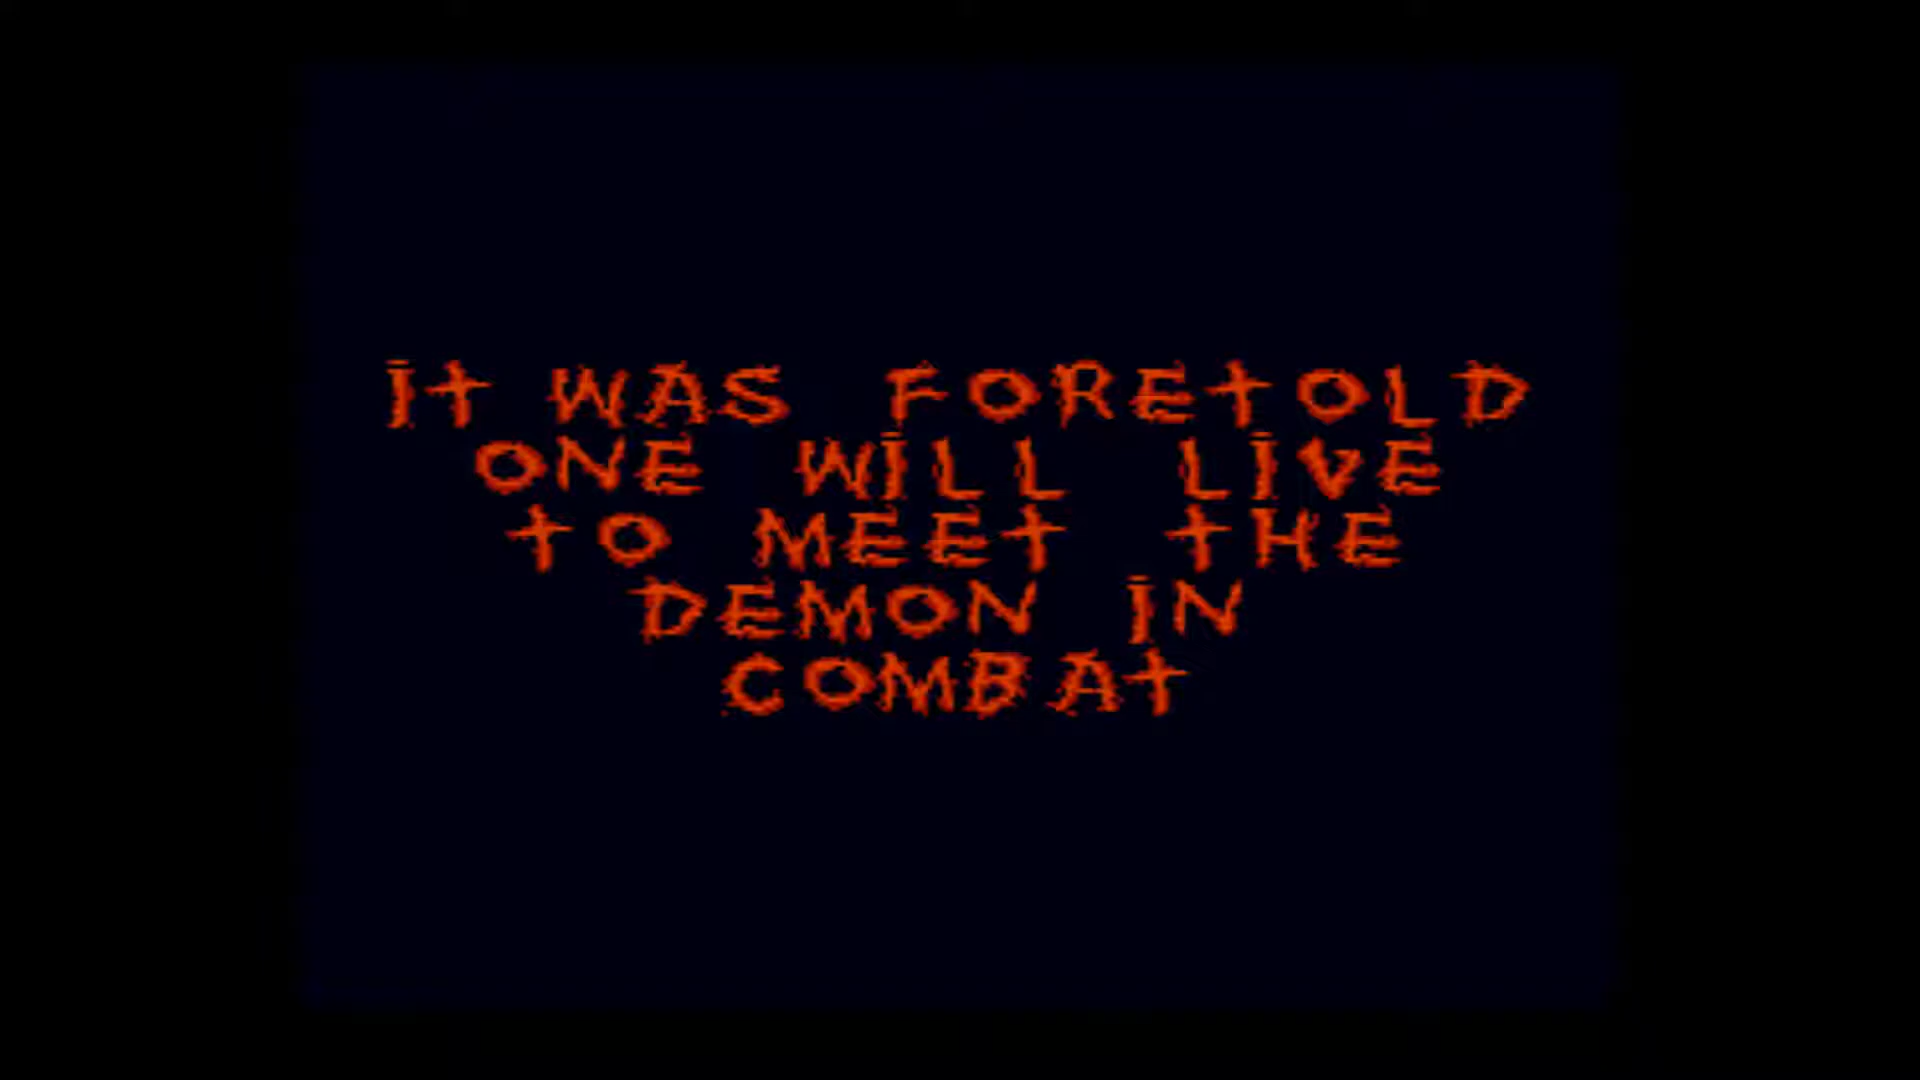 IT WAS FORETOLD
ONE WILL LIVE
TO MEET THE
DEMON IN
COMBAT